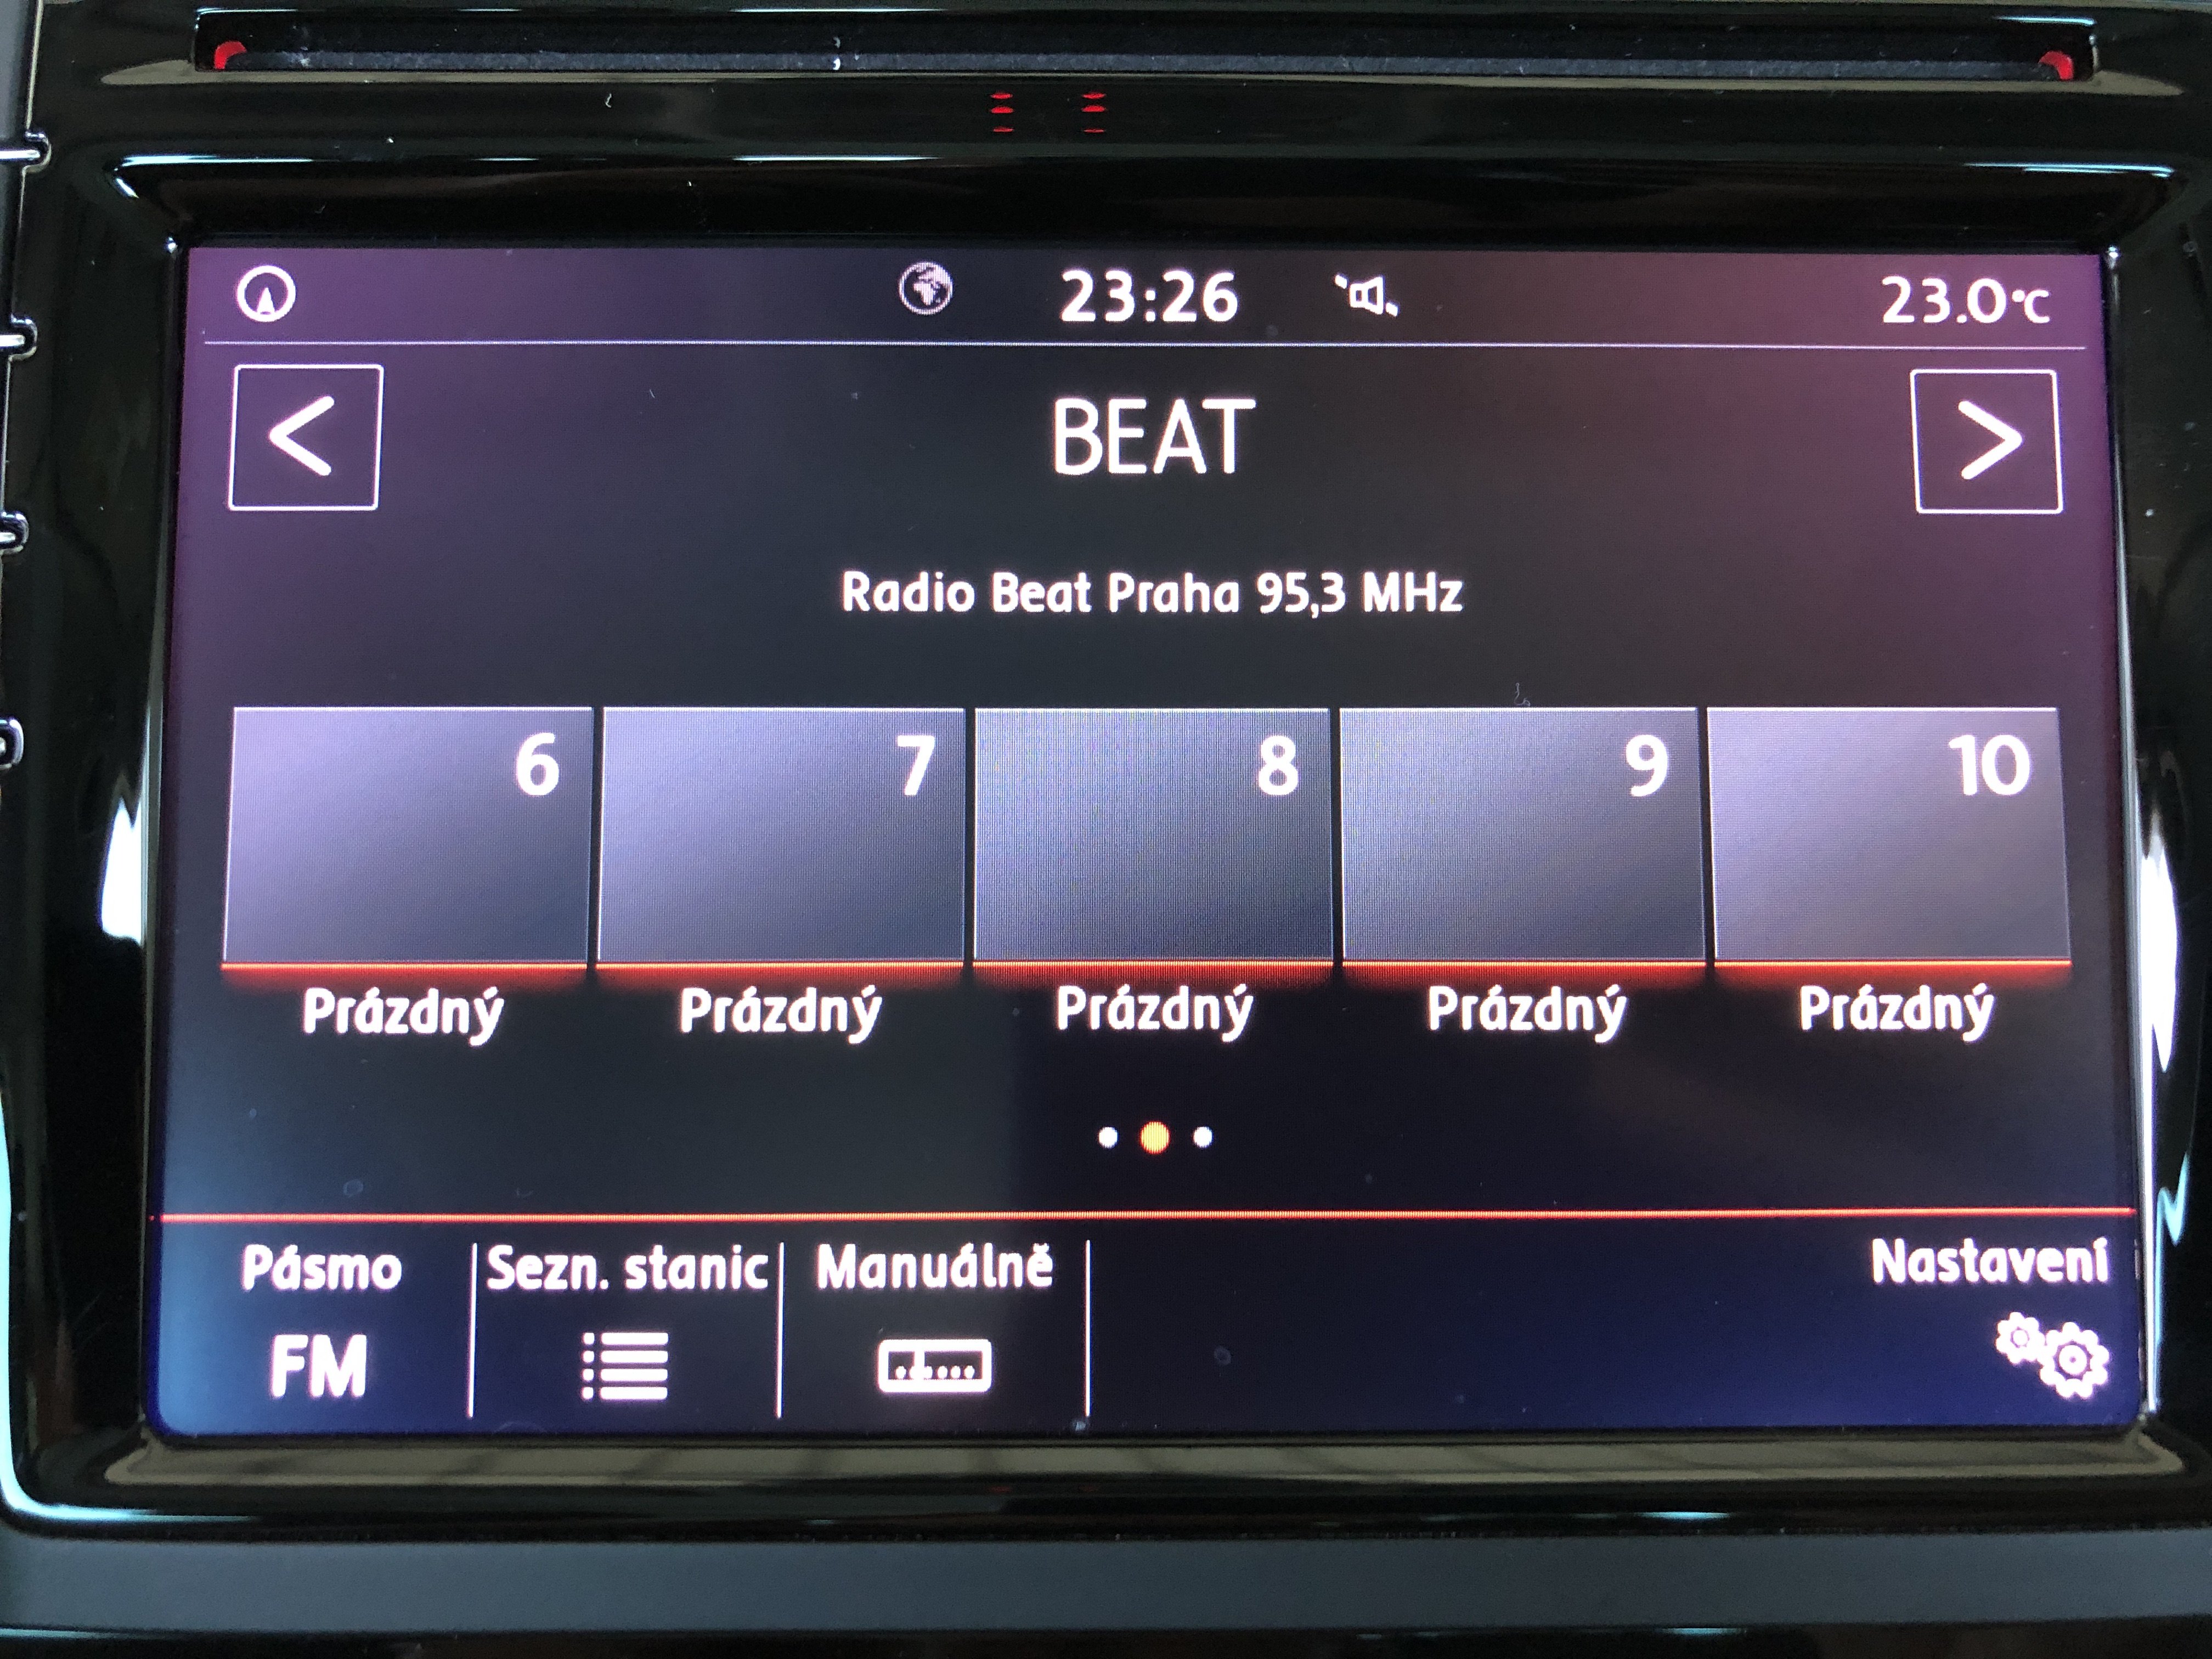 23:26
23.0°C
<
BEAT
>
Radio Beat Praha 95,3 MHz
6 7 8 9 10
Prázdný Prázdný Prázdný Prázdný Prázdný
Pásmo Sezn. stanic Manuálně Nastavení
FM